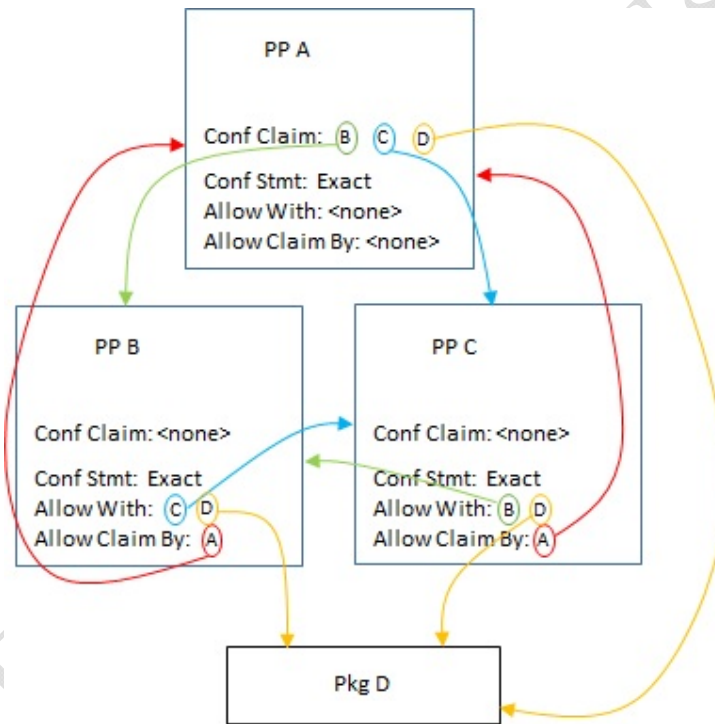 PP A
Conf Claim: B C D
Conf Stmt: Exact
Allow With: <none>
Allow Claim By: <none>
PP B
Conf Claim: <none>
Conf Stmt: Exact
Allow With: C D
Allow Claim By: A
PP C
Conf Claim: <none>
Conf Stmt: Exact
Allow With: B D
Allow Claim By: A
Pkg D